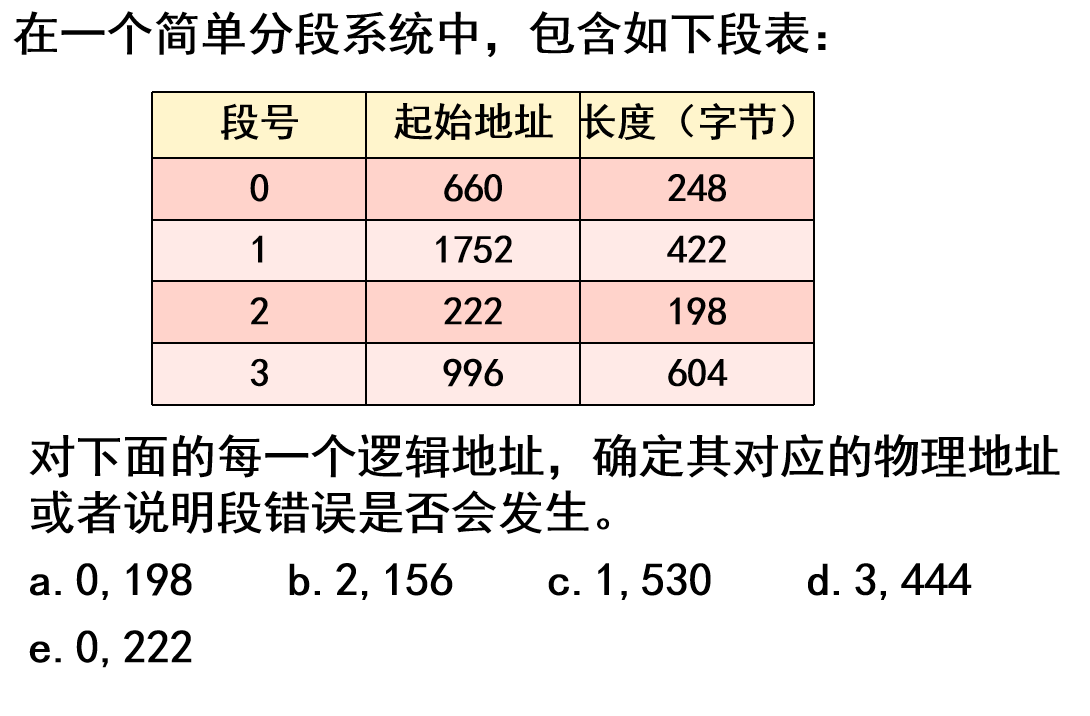 在一个简单分段系统中，包含如下段表：
段号 起始地址 长度（字节）
0 660 248
1 1752 422
2 222 198
3 996 604
对下面的每一个逻辑地址，确定其对应的物理地址
或者说明段错误是否会发生。
a. 0, 198 b. 2, 156 c. 1, 530 d. 3, 444
e. 0, 222